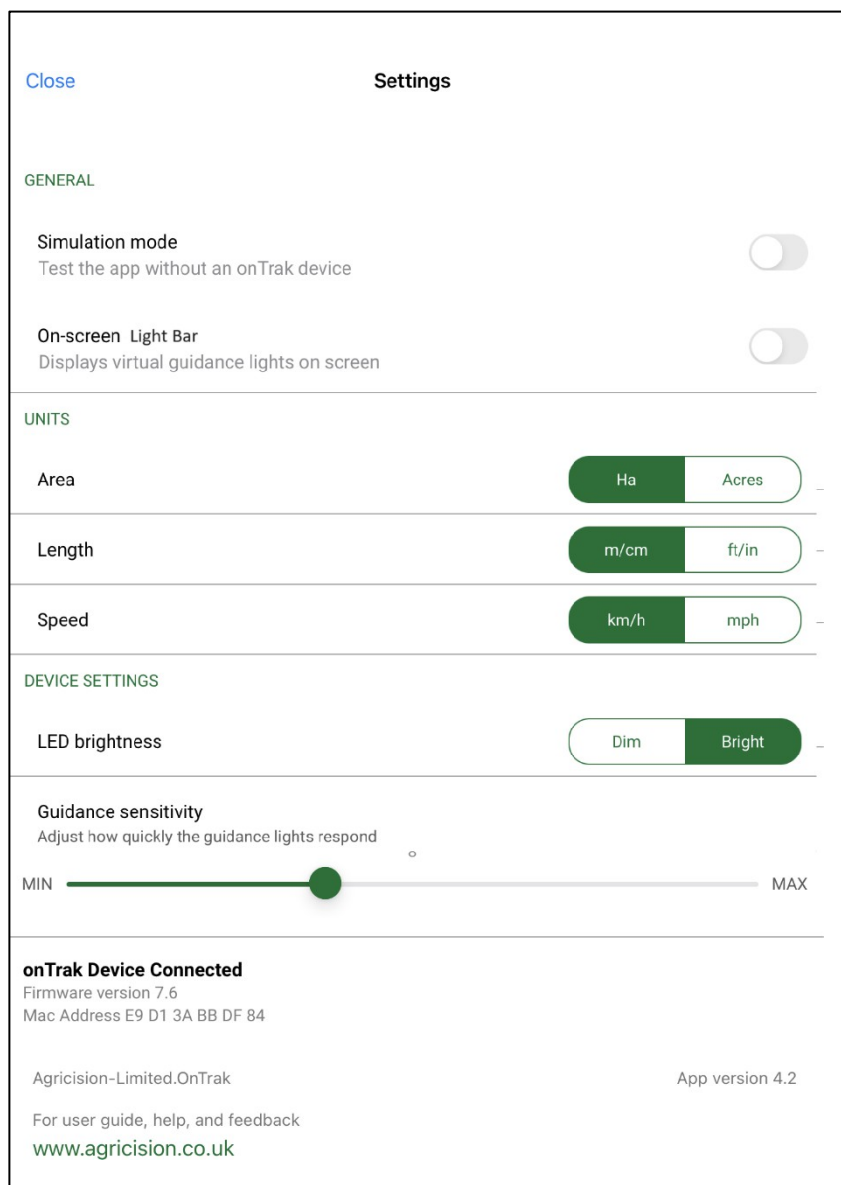 Close
Settings
GENERAL
Simulation mode
Test the app without an onTrak device
On-screen Light Bar
Displays virtual guidance lights on screen
UNITS
Area
Ha
Acres
Length
m/cm
ft/in
Speed
km/h
mph
DEVICE SETTINGS
LED brightness
Dim
Bright
Guidance sensitivity
Adjust how quickly the guidance lights respond
MIN
MAX
onTrak Device Connected
Firmware version 7.6
Mac Address E9 D1 3A BB DF 84
Agricision-Limited.OnTrak
App version 4.2
For user guide, help, and feedback
www.agricision.co.uk